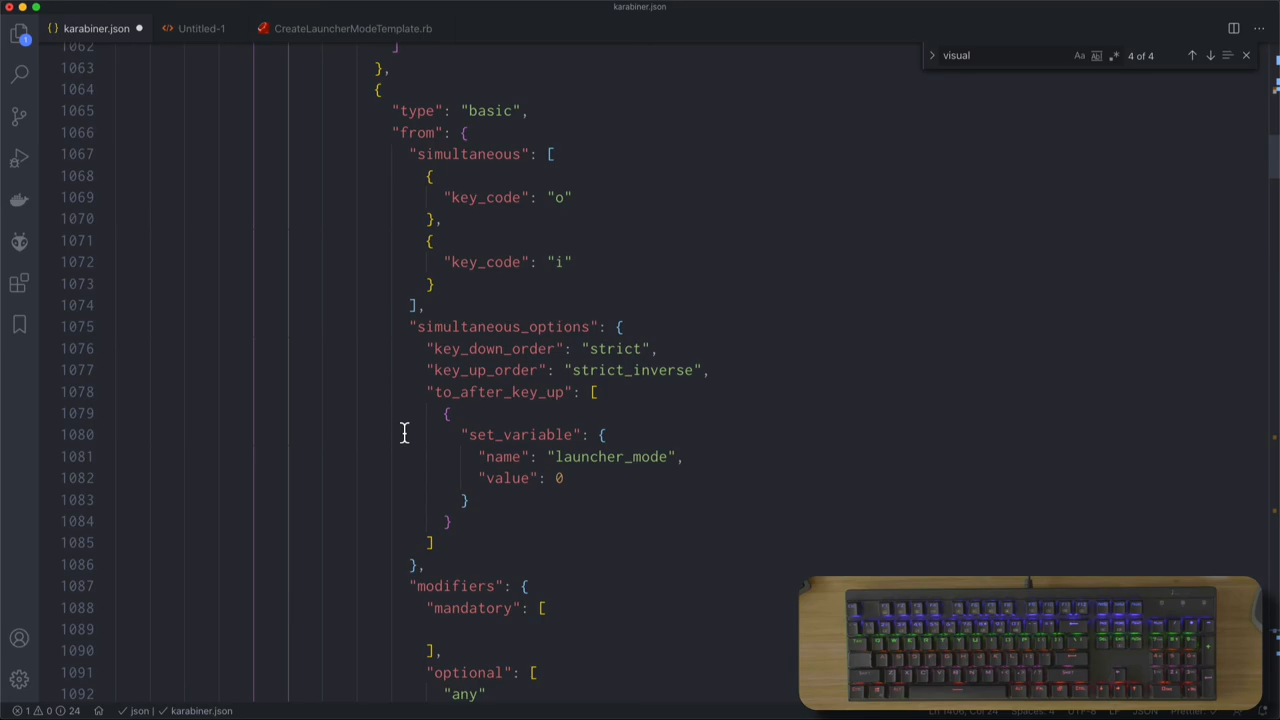 karabiner.json
karabiner.json
Untitled-1
CreateLauncherModeTemplate.rb
visual
4 of 4
1062 ]
1063 },
1064 {
1065 "type": "basic",
1066 "from": {
1067 "simultaneous": [
1068 {
1069 "key_code": "o"
1070 },
1071 {
1072 "key_code": "i"
1073 }
1074 ],
1075 "simultaneous_options": {
1076 "key_down_order": "strict",
1077 "key_up_order": "strict_inverse",
1078 "to_after_key_up": [
1079 {
1080 "set_variable": {
1081 "name": "launcher_mode",
1082 "value": 0
1083 }
1084 }
1085 ]
1086 },
1087 "modifiers": {
1088 "mandatory": [
1089
1090 ],
1091 "optional": [
1092 "any"
1 0 24 json | karabiner.json